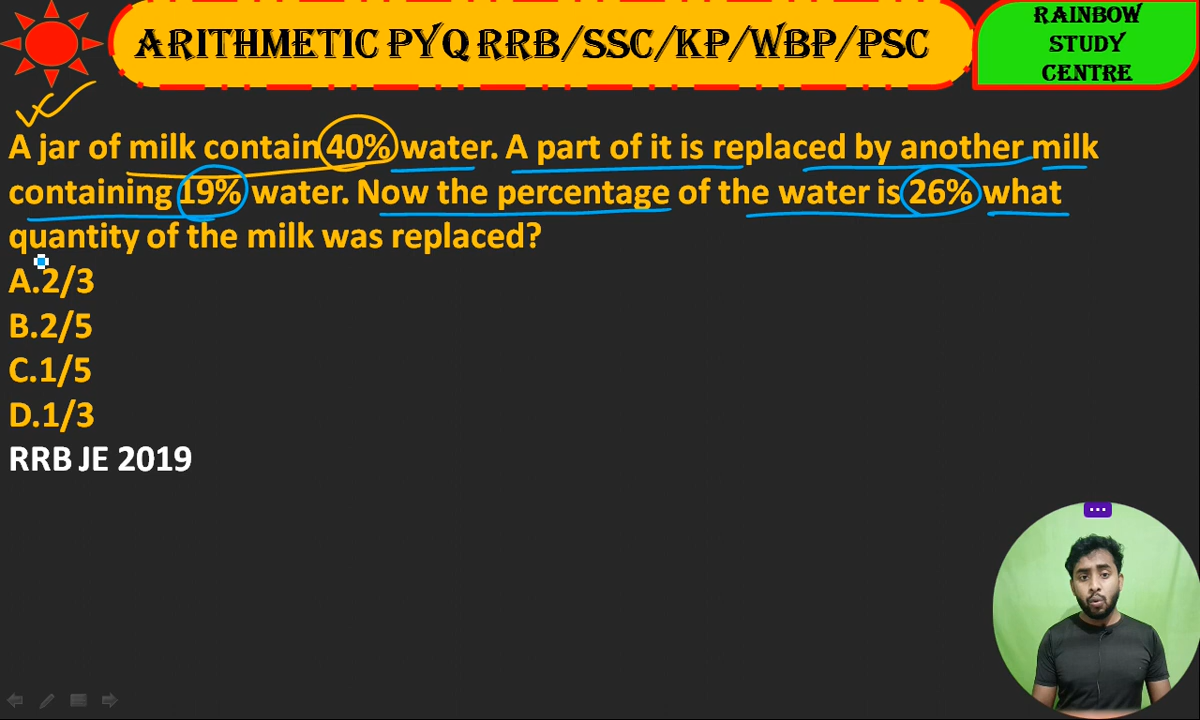 ARITHMETIC PYQ RRB/SSC/KP/WBP/PSC
RAINBOW
STUDY
CENTRE
A jar of milk contain 40% water. A part of it is replaced by another milk
containing 19% water. Now the percentage of the water is 26% what
quantity of the milk was replaced?
A.2/3
B.2/5
C.1/5
D.1/3
RRB JE 2019